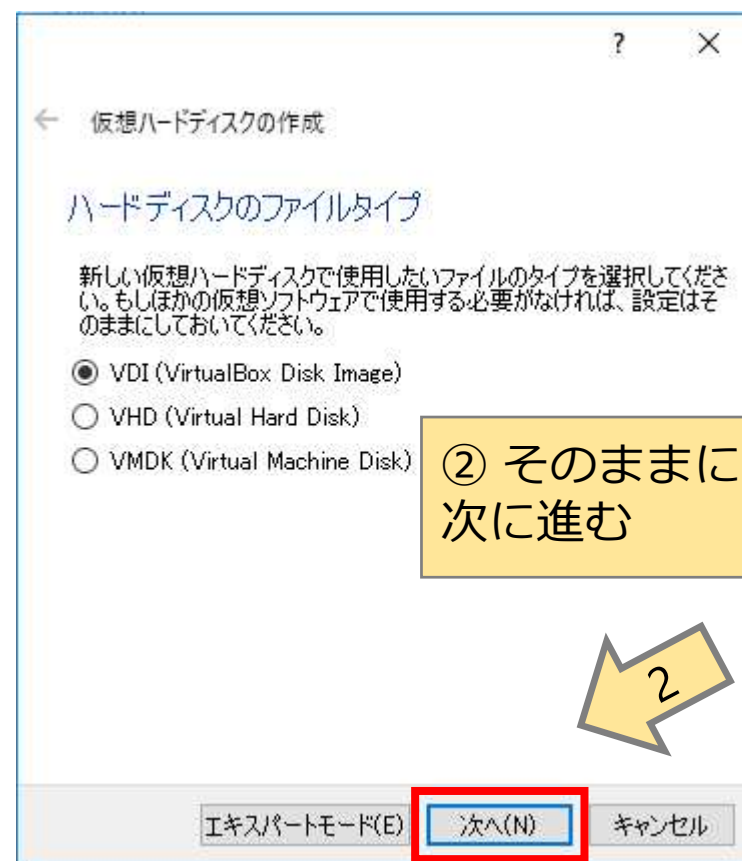 ? ×
← 仮想ハードディスクの作成
ハードディスクのファイルタイプ
新しい仮想ハードディスクで使用したいファイルのタイプを選択してくださ
い。もしほかの仮想ソフトウェアで使用する必要がなければ、設定はそ
のままにしておいてください。
VDI (VirtualBox Disk Image)
VHD (Virtual Hard Disk)
VMDK (Virtual Machine Disk)
② そのままに
次に進む
2
エキスパートモード(E) 次へ(N) キャンセル